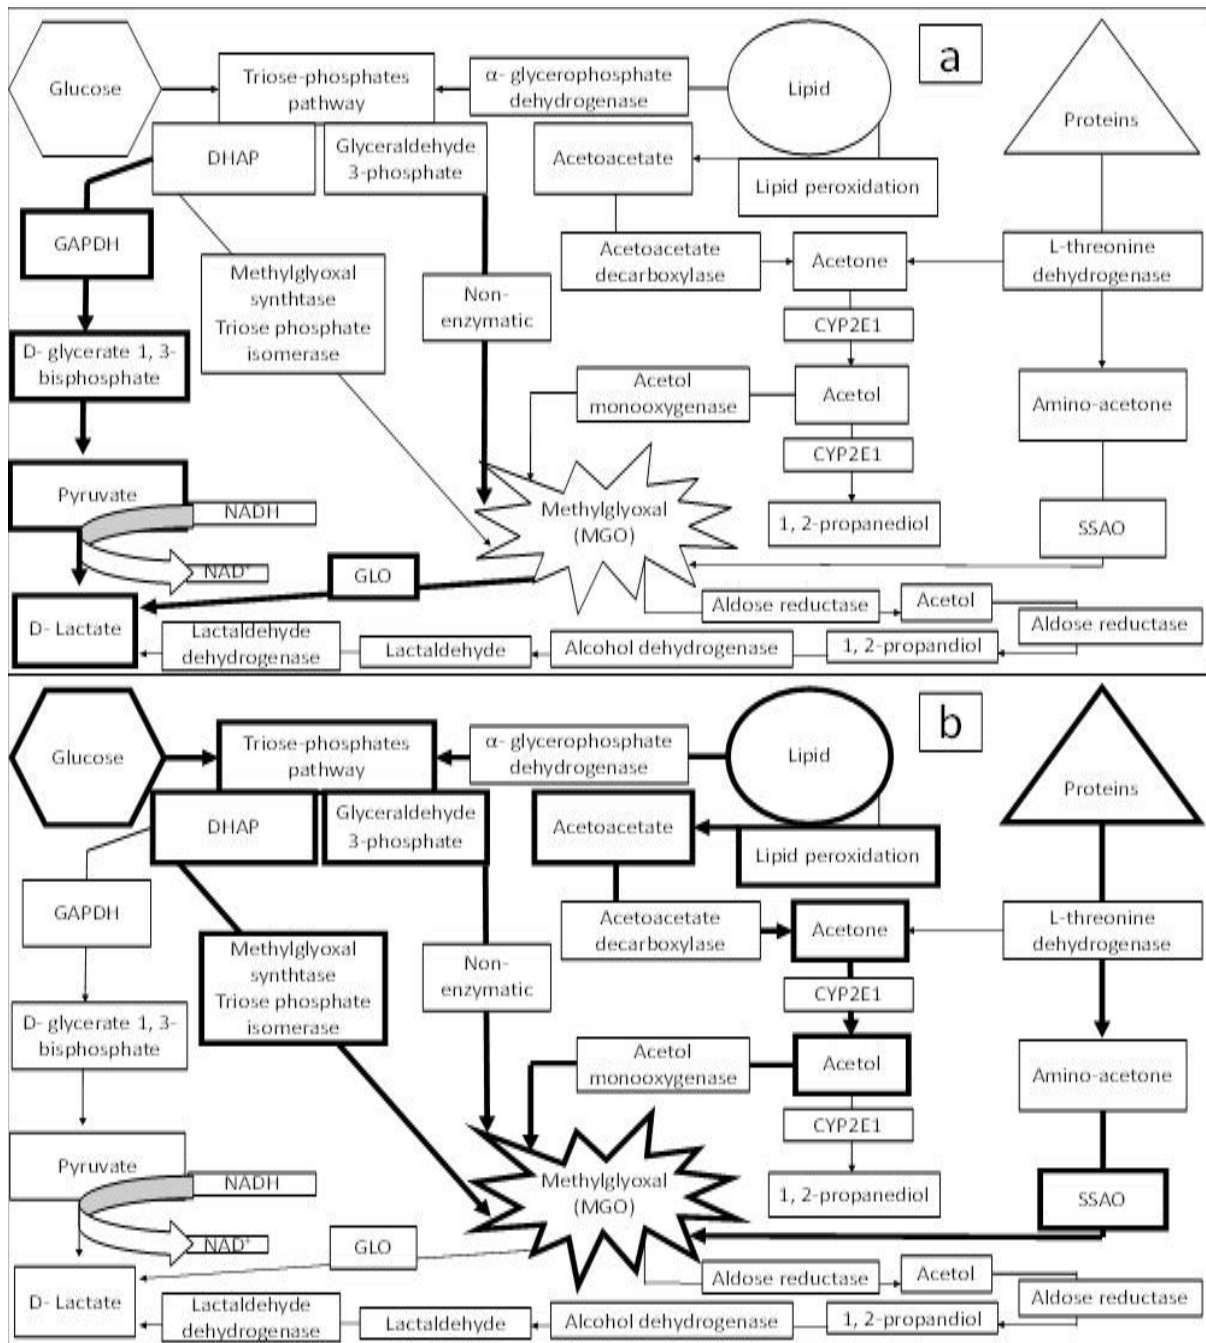 a
Glucose
Triose-phosphates
pathway
α- glycerophosphate
dehydrogenase
Lipid
Proteins
DHAP
Glyceraldehyde
3-phosphate
Acetoacetate
Lipid peroxidation
GAPDH
Methylglyoxal
synthtase
Triose phosphate
isomerase
Non-
enzymatic
Acetoacetate
decarboxylase
Acetone
L-threonine
dehydrogenase
CYP2E1
D- glycerate 1, 3-
bisphosphate
Acetol
monooxygenase
Acetol
Amino-acetone
CYP2E1
Pyruvate
NADH
Methylglyoxal
(MGO)
1, 2-propanediol
SSAO
NAD+
GLO
Aldose reductase
Acetol
D- Lactate
Lactaldehyde
dehydrogenase
Lactaldehyde
Alcohol dehydrogenase
1, 2-propandiol
Aldose reductase
b
Glucose
Triose-phosphates
pathway
α- glycerophosphate
dehydrogenase
Lipid
Proteins
DHAP
Glyceraldehyde
3-phosphate
Acetoacetate
Lipid peroxidation
GAPDH
Methylglyoxal
synthtase
Triose phosphate
isomerase
Non-
enzymatic
Acetoacetate
decarboxylase
Acetone
L-threonine
dehydrogenase
CYP2E1
D- glycerate 1, 3-
bisphosphate
Acetol
monooxygenase
Acetol
Amino-acetone
CYP2E1
Pyruvate
NADH
Methylglyoxal
(MGO)
1, 2-propanediol
SSAO
NAD+
GLO
Aldose reductase
Acetol
D- Lactate
Lactaldehyde
dehydrogenase
Lactaldehyde
Alcohol dehydrogenase
1, 2-propandiol
Aldose reductase